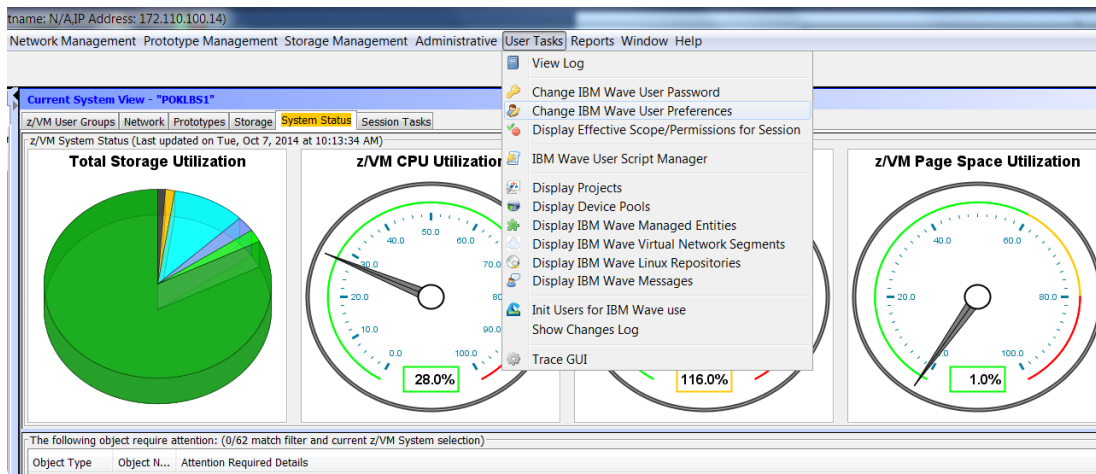 tname: N/A,IP Address: 172.110.100.14)
Network Management Prototype Management Storage Management Administrative User Tasks Reports Window Help
View Log
Change IBM Wave User Password
Change IBM Wave User Preferences
Display Effective Scope/Permissions for Session
IBM Wave User Script Manager
Display Projects
Display Device Pools
Display IBM Wave Managed Entities
Display IBM Wave Virtual Network Segments
Display IBM Wave Linux Repositories
Display IBM Wave Messages
Init Users for IBM Wave use
Show Changes Log
Trace GUI
Current System View - "POKLBS1"
z/VM User Groups Network Prototypes Storage System Status Session Tasks
z/VM System Status (Last updated on Tue, Oct 7, 2014 at 10:13:34 AM)
Total Storage Utilization
z/VM CPU Utilization
0.0
10.0
20.0
30.0
40.0
50.0
60.0
70.0
90.0
100.0
28.0%
116.0%
z/VM Page Space Utilization
20.0
40.0
60.0
80.0
100.0
1.0%
The following object require attention: (0/62 match filter and current z/VM System selection)
Object Type Object N... Attention Required Details